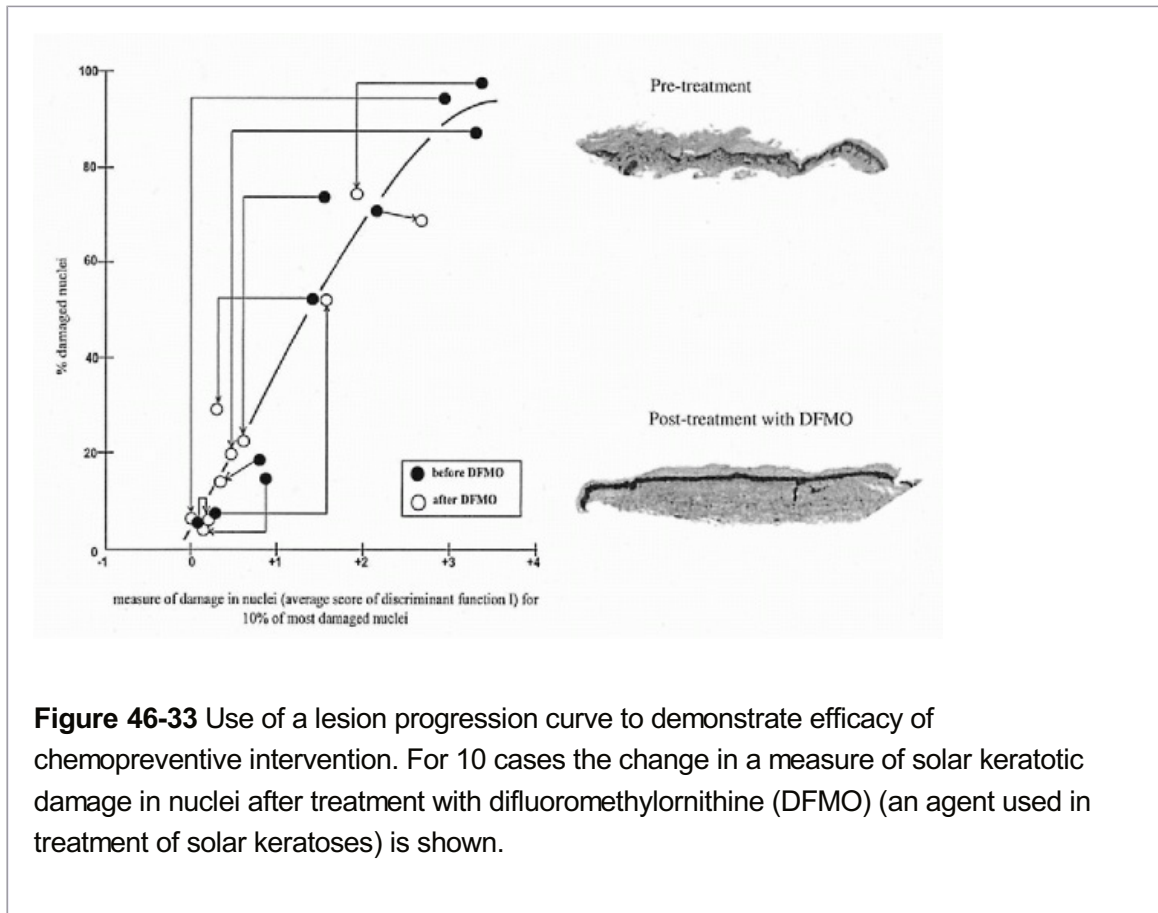 100
80
60
40
20
0
% damaged nuclei
-1 0 +1 +2 +3 +4
measure of damage in nuclei (average score of discriminant function I) for
10% of most damaged nuclei
before DFMO
after DFMO
Pre-treatment
Post-treatment with DFMO
Figure 46-33 Use of a lesion progression curve to demonstrate efficacy of
chemopreventive intervention. For 10 cases the change in a measure of solar keratotic
damage in nuclei after treatment with difluoromethylornithine (DFMO) (an agent used in
treatment of solar keratoses) is shown.